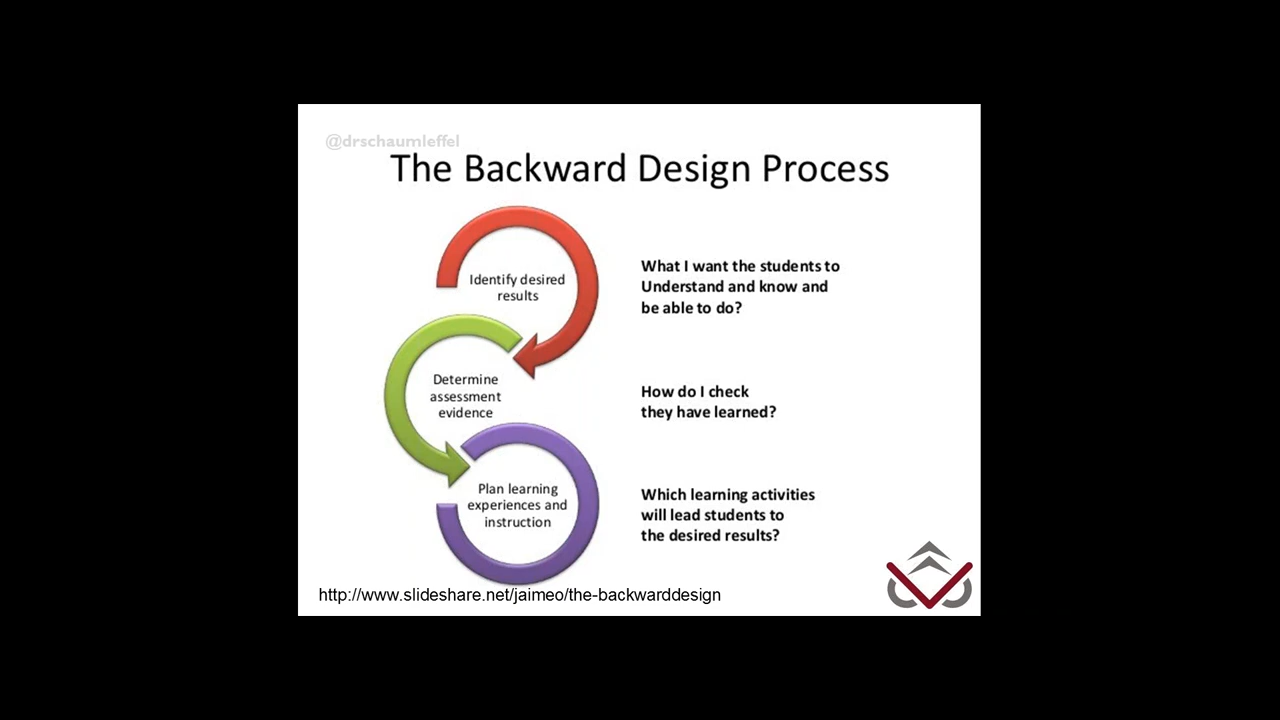 @drschaumleffel
The Backward Design Process
Identify desired
results
What I want the students to
Understand and know and
be able to do?
Determine
assessment
evidence
How do I check
they have learned?
Plan learning
experiences and
instruction
Which learning activities
will lead students to
the desired results?
http://www.slideshare.net/jaimeo/the-backwarddesign